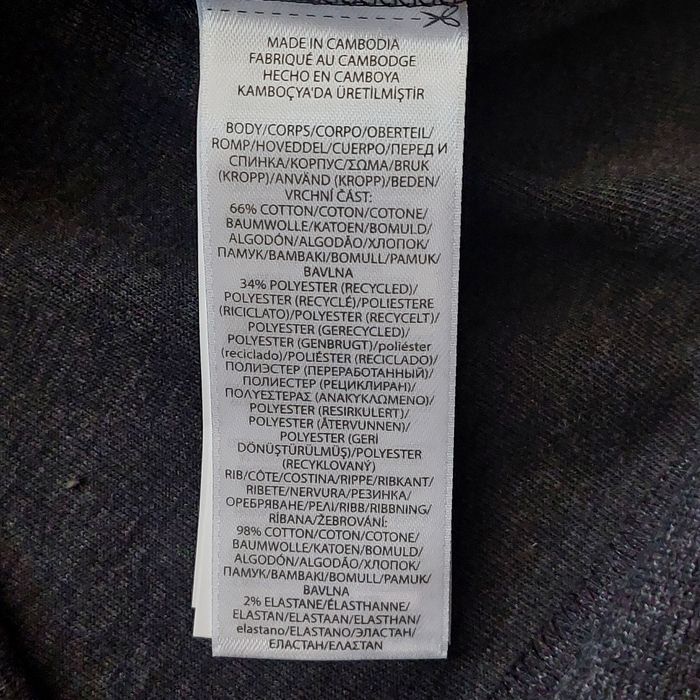 MADE IN CAMBODIA
FABRIQUÉ AU CAMBODGE
HECHO EN CAMBOYA
KAMBOÇYA'DA ÜRETİLMİŞTİR
BODY/CORPS/CORPO/OBERTEIL/
ROMP/HOVEDDEL/CUERPO/ПЕРЕД И
СПИНКА/КОРПУС/ΣΩΜΑ/BRUK
(KROPP)/ANVÄND (KROPP)/BEDEN/
VRCHNÍ ČÁST:
66% COTTON/COTON/COTONE/
BAUMWOLLE/KATOEN/BOMULD/
ALGODÓN/ALGODÃO/ХЛОПОК/
ПАМУК/ΒΑΜΒΑΚΙ/BOMULL/PAMUK/
BAVLNA
34% POLYESTER (RECYCLED)/
POLYESTER (RECYCLÉ)/POLIESTERE
(RICICLATO)/POLYESTER (RECYCELT)/
POLYESTER (GERECYCLED)/
POLYESTER (GENBRUGT)/poliéster
(reciclado)/POLIÉSTER (RECICLADO)/
ПОЛИЭСТЕР (ПЕРЕРАБОТАННЫЙ)/
ПОЛИЕСТЕР (РЕЦИКЛИРАН)/
ΠΟΛΥΕΣΤΕΡΑΣ (ΑΝΑΚΥΚΛΩΜΕΝΟ)/
POLYESTER (RESIRKULERT)/
POLYESTER (ÅTERVUNNEN)/
POLYESTER (GERİ
DÖNÜŞTÜRÜLMÜŞ)/POLYESTER
(RECYKLOVANÝ)
RIB/CÔTE/COSTINA/RIPPE/RIBKANT/
RIBETE/NERVURA/РЕЗИНКА/
ОРЕБРЯВАНЕ/ΡΕΛΙ/RIBB/RIBBNING/
RİBANA/ŽEBROVÁNÍ:
98% COTTON/COTON/COTONE/
BAUMWOLLE/KATOEN/BOMULD/
ALGODÓN/ALGODÃO/ХЛОПОК/
ПАМУК/ΒΑΜΒΑΚΙ/BOMULL/PAMUK/
BAVLNA
2% ELASTANE/ÉLASTHANNE/
ELASTAN/ELASTAAN/ELASTHAN/
elastano/ELASTANO/ЭЛАСТАН/
ЕЛАСТАН/ΕΛΑΣΤΑΝ